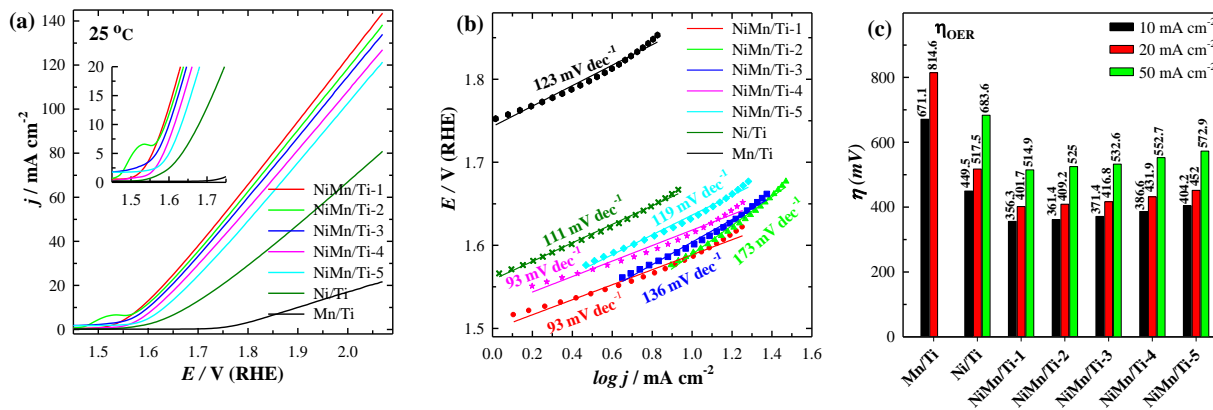 (a)
25 °C
j / mA cm-2
140
120
100
80
60
40
20
0
20
15
10
5
0
1.5 1.6 1.7
NiMn/Ti-1
NiMn/Ti-2
NiMn/Ti-3
NiMn/Ti-4
NiMn/Ti-5
Ni/Ti
Mn/Ti
1.5 1.6 1.7 1.8 1.9 2.0
E / V (RHE)
(b)
E / V (RHE)
1.8
1.7
1.6
1.5
123 mV dec-1
111 mV dec-1
119 mV dec-1
93 mV dec-1
173 mV dec-1
136 mV dec-1
93 mV dec-1
NiMn/Ti-1
NiMn/Ti-2
NiMn/Ti-3
NiMn/Ti-4
NiMn/Ti-5
Ni/Ti
Mn/Ti
0.0 0.2 0.4 0.6 0.8 1.0 1.2 1.4 1.6
log j / mA cm-2
(c)
ηOER
10 mA cm-2
20 mA cm-2
50 mA cm-2
η (mV)
800
600
400
200
0
671.1 814.6
449.5 517.5 683.6
356.3 401.7 514.9
361.4 409.2 525
371.4 416.8 532.6
386.6 431.9 552.7
404.2 452 572.9
Mn/Ti
Ni/Ti
NiMn/Ti-1
NiMn/Ti-2
NiMn/Ti-3
NiMn/Ti-4
NiMn/Ti-5